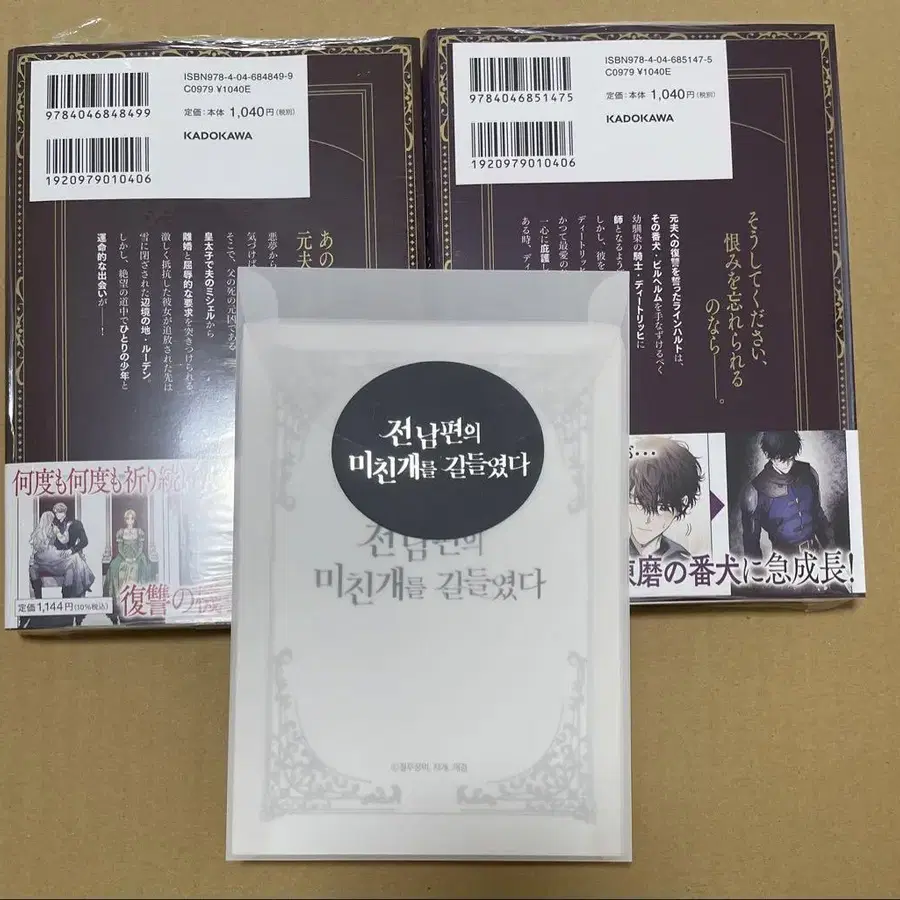 ISBN978-4-04-684849-9
C0979 ¥1040E
定価:本体1,040円(税別)
KADOKAWA
9784046848499
1920979010406
あの
元夫
悪夢から
気づけば
そこで、父の死の元凶である
皇太子で夫のミシェルから
離婚と屈辱的な要求を突きつけられる。
激しく抵抗した彼女が追放された先は
雪に閉ざされた辺境の地・ルーデン。
しかし、絶望の道中でひとりの少年と
運命的な出会いが――!
何度も何度も祈り続け
復讐の
定価1,144円(10%税込)
ISBN978-4-04-685147-5
C0979 ¥1040E
定価:本体1,040円(税別)
KADOKAWA
9784046851475
1920979010406
そうしてください、
恨みを忘れられる
のなら――。
元夫への復讐を誓ったラインハルトは、
その番犬・ビルヘルムを手なずけるべく
幼馴染の騎士・ディートリッヒに
師となるよう
しかし、彼を
ディートリッヒ
かつて最愛の
一心に庇護し
ある時、ディ
磨の番犬に急成長!
전남편의
미친개를 길들였다
전남편의
미친개를 길들였다